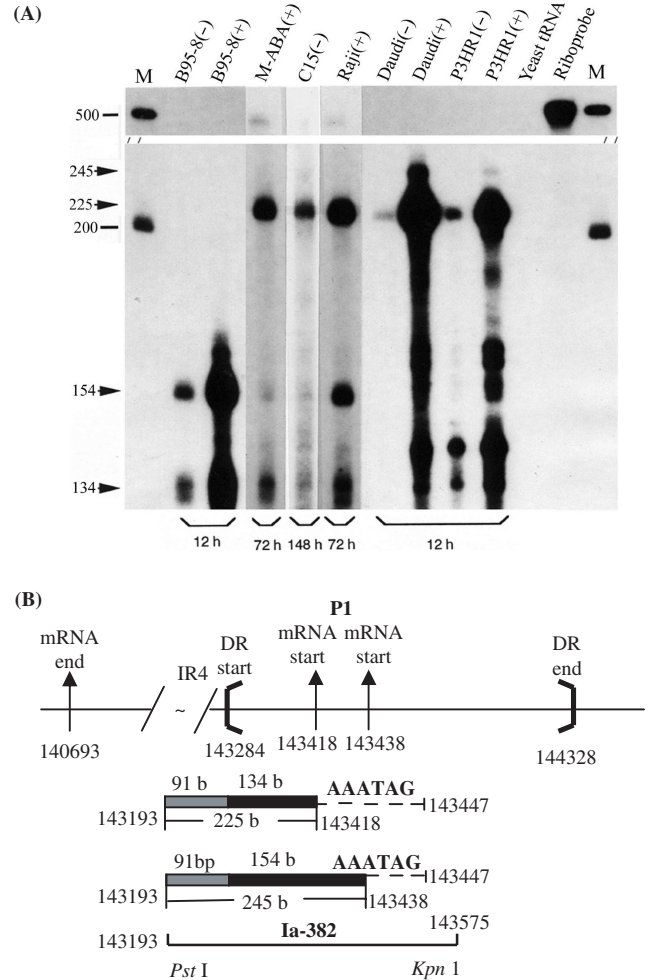 (A)
M B95-8(-) B95-8(+) M-ABA(+) C15(-) Raji(+) Daudi(-) Daudi(+) P3HR1(-) P3HR1(+) Yeast tRNA Riboprobe M
500
245
225
200
154
134
12 h 72 h 148 h 72 h 12 h
(B)
P1
mRNA end DR start mRNA start mRNA start DR end
IR4
~
140693 143284 143418 143438 144328
91 b 134 b AAATAG
143193 225 b 143418 143447
91bp 154 b AAATAG
143193 245 b 143438 143447
143193 Ia-382 143575
Pst I Kpn 1